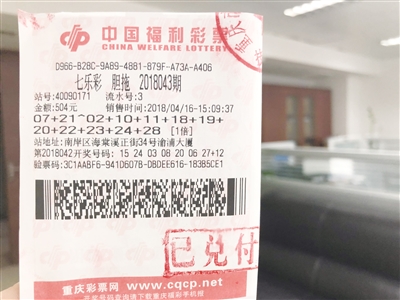 中国福利彩票
CHINA WELFARE LOTTERY
D966-B28C-9AB9-4881-879F-A73A-A406
七乐彩 胆拖 2018043期
站号:40090171 流水号:3
金额:504元 销售时间:2018/04/16-15:09:37
07+21^02+10+11+18+19+
20+22+23+24+28 [1倍]
站址:南岸区海棠溪正街34号渝浦大厦
第2018042开奖号码:15 24 03 08 20 06 27+12
验票码:3C1AABF6-941D607B-DBDEE616-183B5CE1
已兑付
重庆彩票网 www.cqcp.net
重庆福